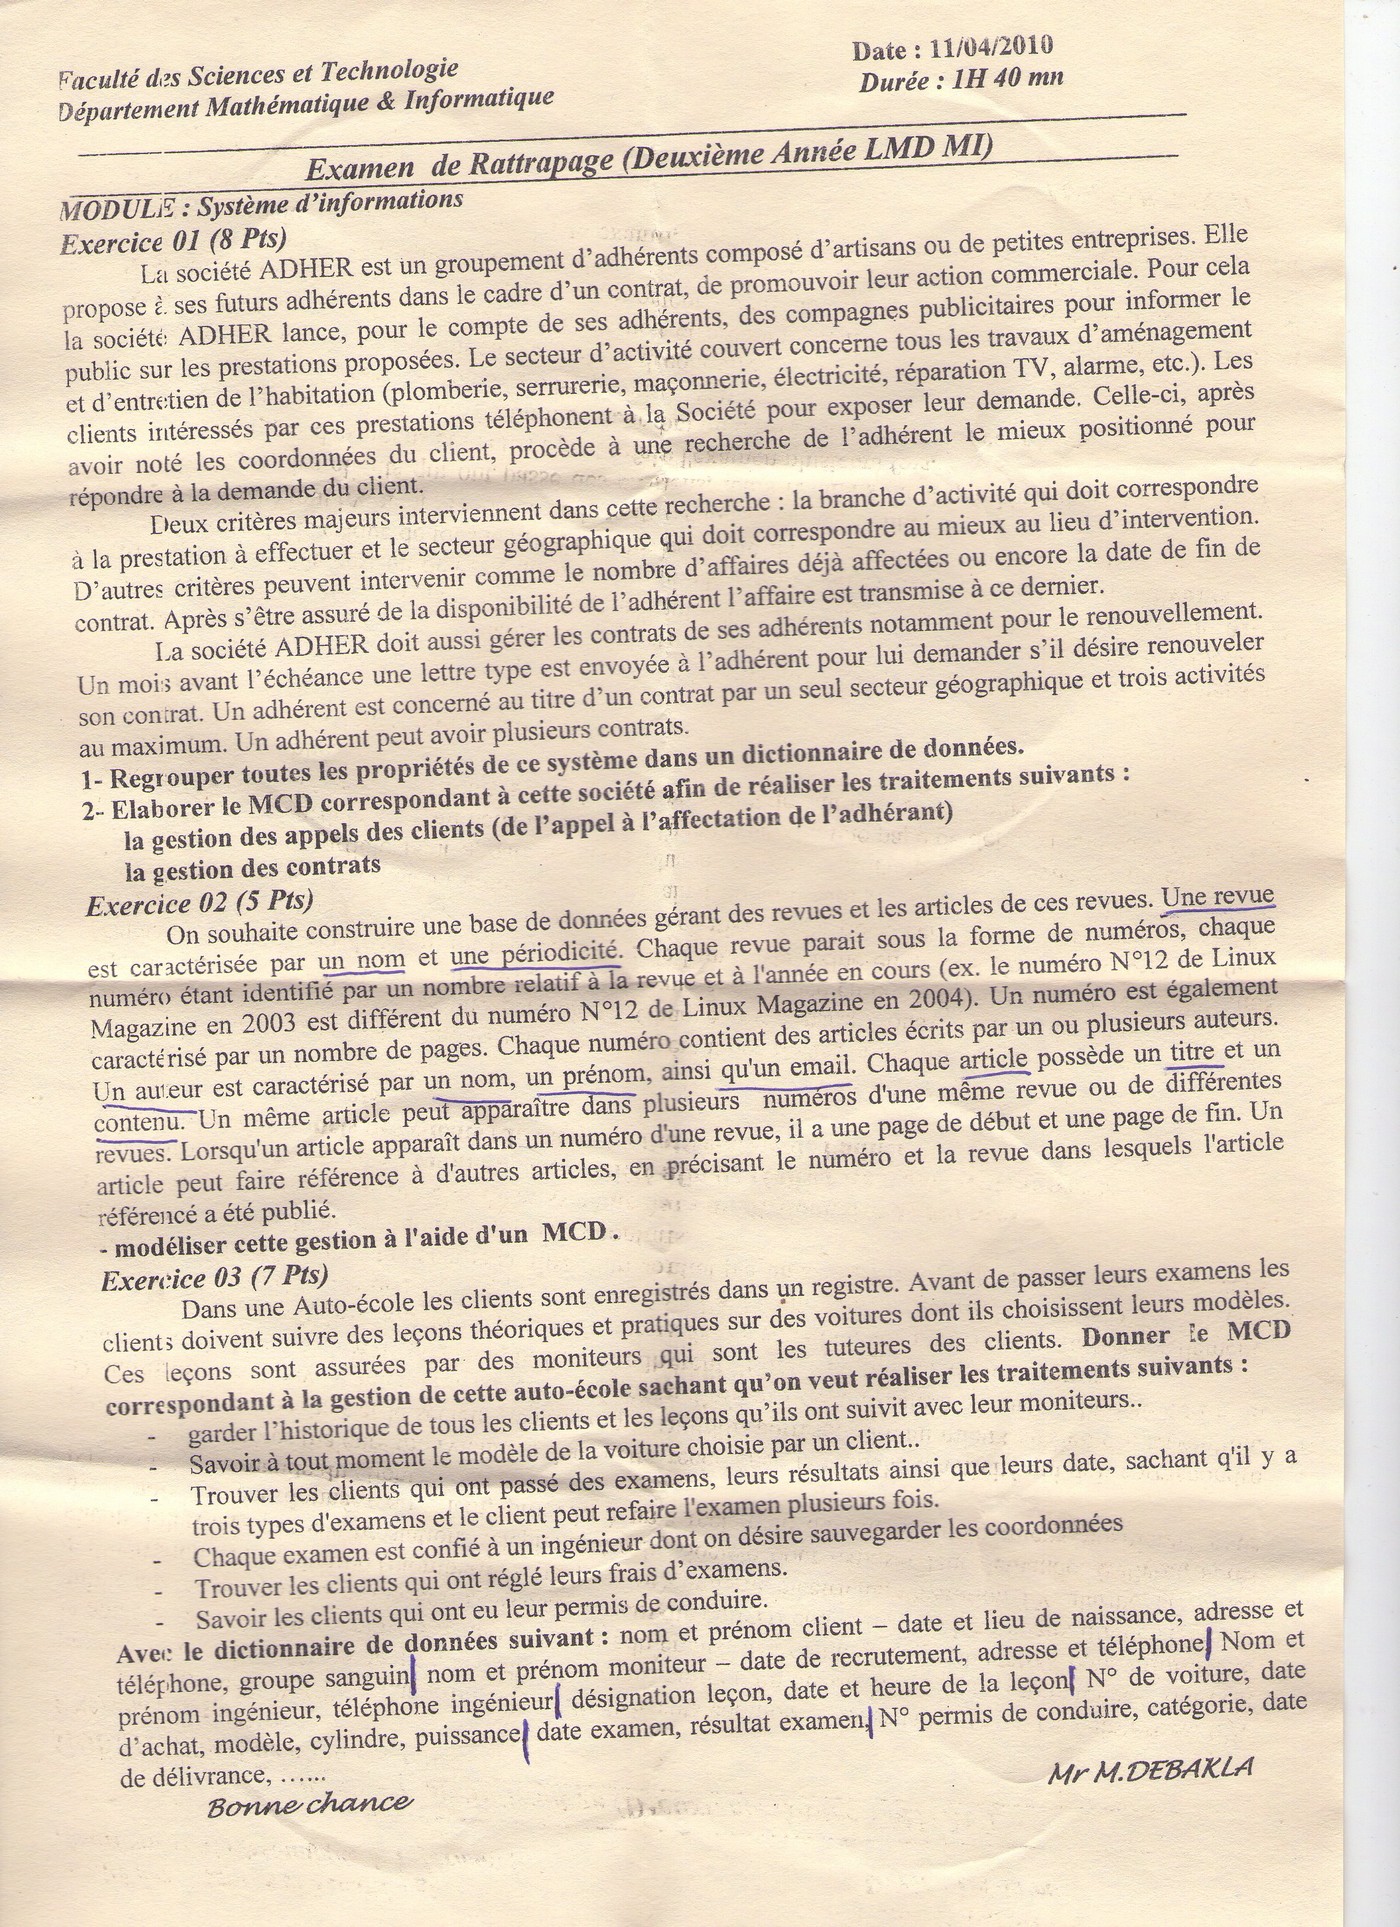 Faculté des Sciences et Technologie
Département Mathématique & Informatique
Date : 11/04/2010
Durée : 1H 40 mn
Examen de Rattrapage (Deuxième Année LMD MI)
MODULE : Système d'informations
Exercice 01 (8 Pts)
La société ADHER est un groupement d'adhérents composé d'artisans ou de petites entreprises. Elle
propose à ses futurs adhérents dans le cadre d'un contrat, de promouvoir leur action commerciale. Pour cela
la société ADHER lance, pour le compte de ses adhérents, des compagnes publicitaires pour informer le
public sur les prestations proposées. Le secteur d'activité couvert concerne tous les travaux d'aménagement
et d'entretien de l'habitation (plomberie, serrurerie, maçonnerie, électricité, réparation TV, alarme, etc.). Les
clients intéressés par ces prestations téléphonent à la Société pour exposer leur demande. Celle-ci, après
avoir noté les coordonnées du client, procède à une recherche de l'adhérent le mieux positionné pour
répondre à la demande du client.
Deux critères majeurs interviennent dans cette recherche : la branche d'activité qui doit correspondre
à la prestation à effectuer et le secteur géographique qui doit correspondre au mieux au lieu d'intervention.
D'autres critères peuvent intervenir comme le nombre d'affaires déjà affectées ou encore la date de fin de
contrat. Après s'être assuré de la disponibilité de l'adhérent l'affaire est transmise à ce dernier.
La société ADHER doit aussi gérer les contrats de ses adhérents notamment pour le renouvellement.
Un mois avant l'échéance une lettre type est envoyée à l'adhérent pour lui demander s'il désire renouveler
son contrat. Un adhérent est concerné au titre d'un contrat par un seul secteur géographique et trois activités
au maximum. Un adhérent peut avoir plusieurs contrats.
1- Regrouper toutes les propriétés de ce système dans un dictionnaire de données.
2- Elaborer le MCD correspondant à cette société afin de réaliser les traitements suivants :
la gestion des appels des clients (de l'appel à l'affectation de l'adhérant)
la gestion des contrats
Exercice 02 (5 Pts)
On souhaite construire une base de données gérant des revues et les articles de ces revues. Une revue
est caractérisée par un nom et une périodicité. Chaque revue parait sous la forme de numéros, chaque
numéro étant identifié par un nombre relatif à la revue et à l'année en cours (ex. le numéro N°12 de Linux
Magazine en 2003 est différent du numéro N°12 de Linux Magazine en 2004). Un numéro est également
caractérisé par un nombre de pages. Chaque numéro contient des articles écrits par un ou plusieurs auteurs.
Un auteur est caractérisé par un nom, un prénom, ainsi qu'un email. Chaque article possède un titre et un
contenu. Un même article peut apparaître dans plusieurs numéros d'une même revue ou de différentes
revues. Lorsqu'un article apparaît dans un numéro d'une revue, il a une page de début et une page de fin. Un
article peut faire référence à d'autres articles, en précisant le numéro et la revue dans lesquels l'article
référencé a été publié.
- modéliser cette gestion à l'aide d'un MCD .
Exercice 03 (7 Pts)
Dans une Auto-école les clients sont enregistrés dans un registre. Avant de passer leurs examens les
clients doivent suivre des leçons théoriques et pratiques sur des voitures dont ils choisissent leurs modèles.
Ces leçons sont assurées par des moniteurs qui sont les tuteures des clients. Donner le MCD
correspondant à la gestion de cette auto-école sachant qu'on veut réaliser les traitements suivants :
- garder l'historique de tous les clients et les leçons qu'ils ont suivit avec leur moniteurs..
- Savoir à tout moment le modèle de la voiture choisie par un client..
- Trouver les clients qui ont passé des examens, leurs résultats ainsi que leurs date, sachant q'il y a
trois types d'examens et le client peut refaire l'examen plusieurs fois.
- Chaque examen est confié à un ingénieur dont on désire sauvegarder les coordonnées
- Trouver les clients qui ont réglé leurs frais d'examens.
- Savoir les clients qui ont eu leur permis de conduire.
Avec le dictionnaire de données suivant : nom et prénom client – date et lieu de naissance, adresse et
téléphone, groupe sanguin, nom et prénom moniteur – date de recrutement, adresse et téléphone, Nom et
prénom ingénieur, téléphone ingénieur, désignation leçon, date et heure de la leçon, N° de voiture, date
d'achat, modèle, cylindre, puissance, date examen, résultat examen, N° permis de conduire, catégorie, date
de délivrance, ......
Mr M.DEBAKLA
Bonne chance